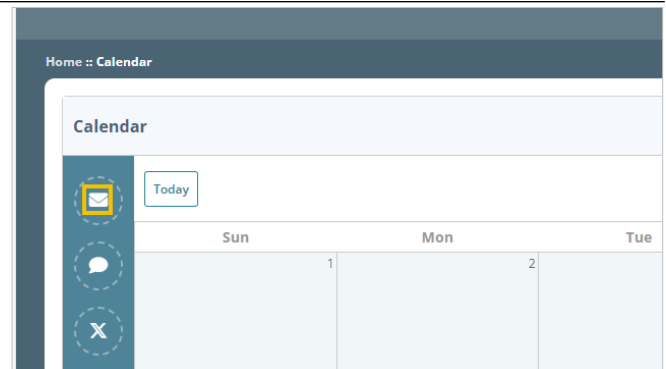 Home :: Calendar
Calendar
Today
Sun Mon Tue
1 2
X